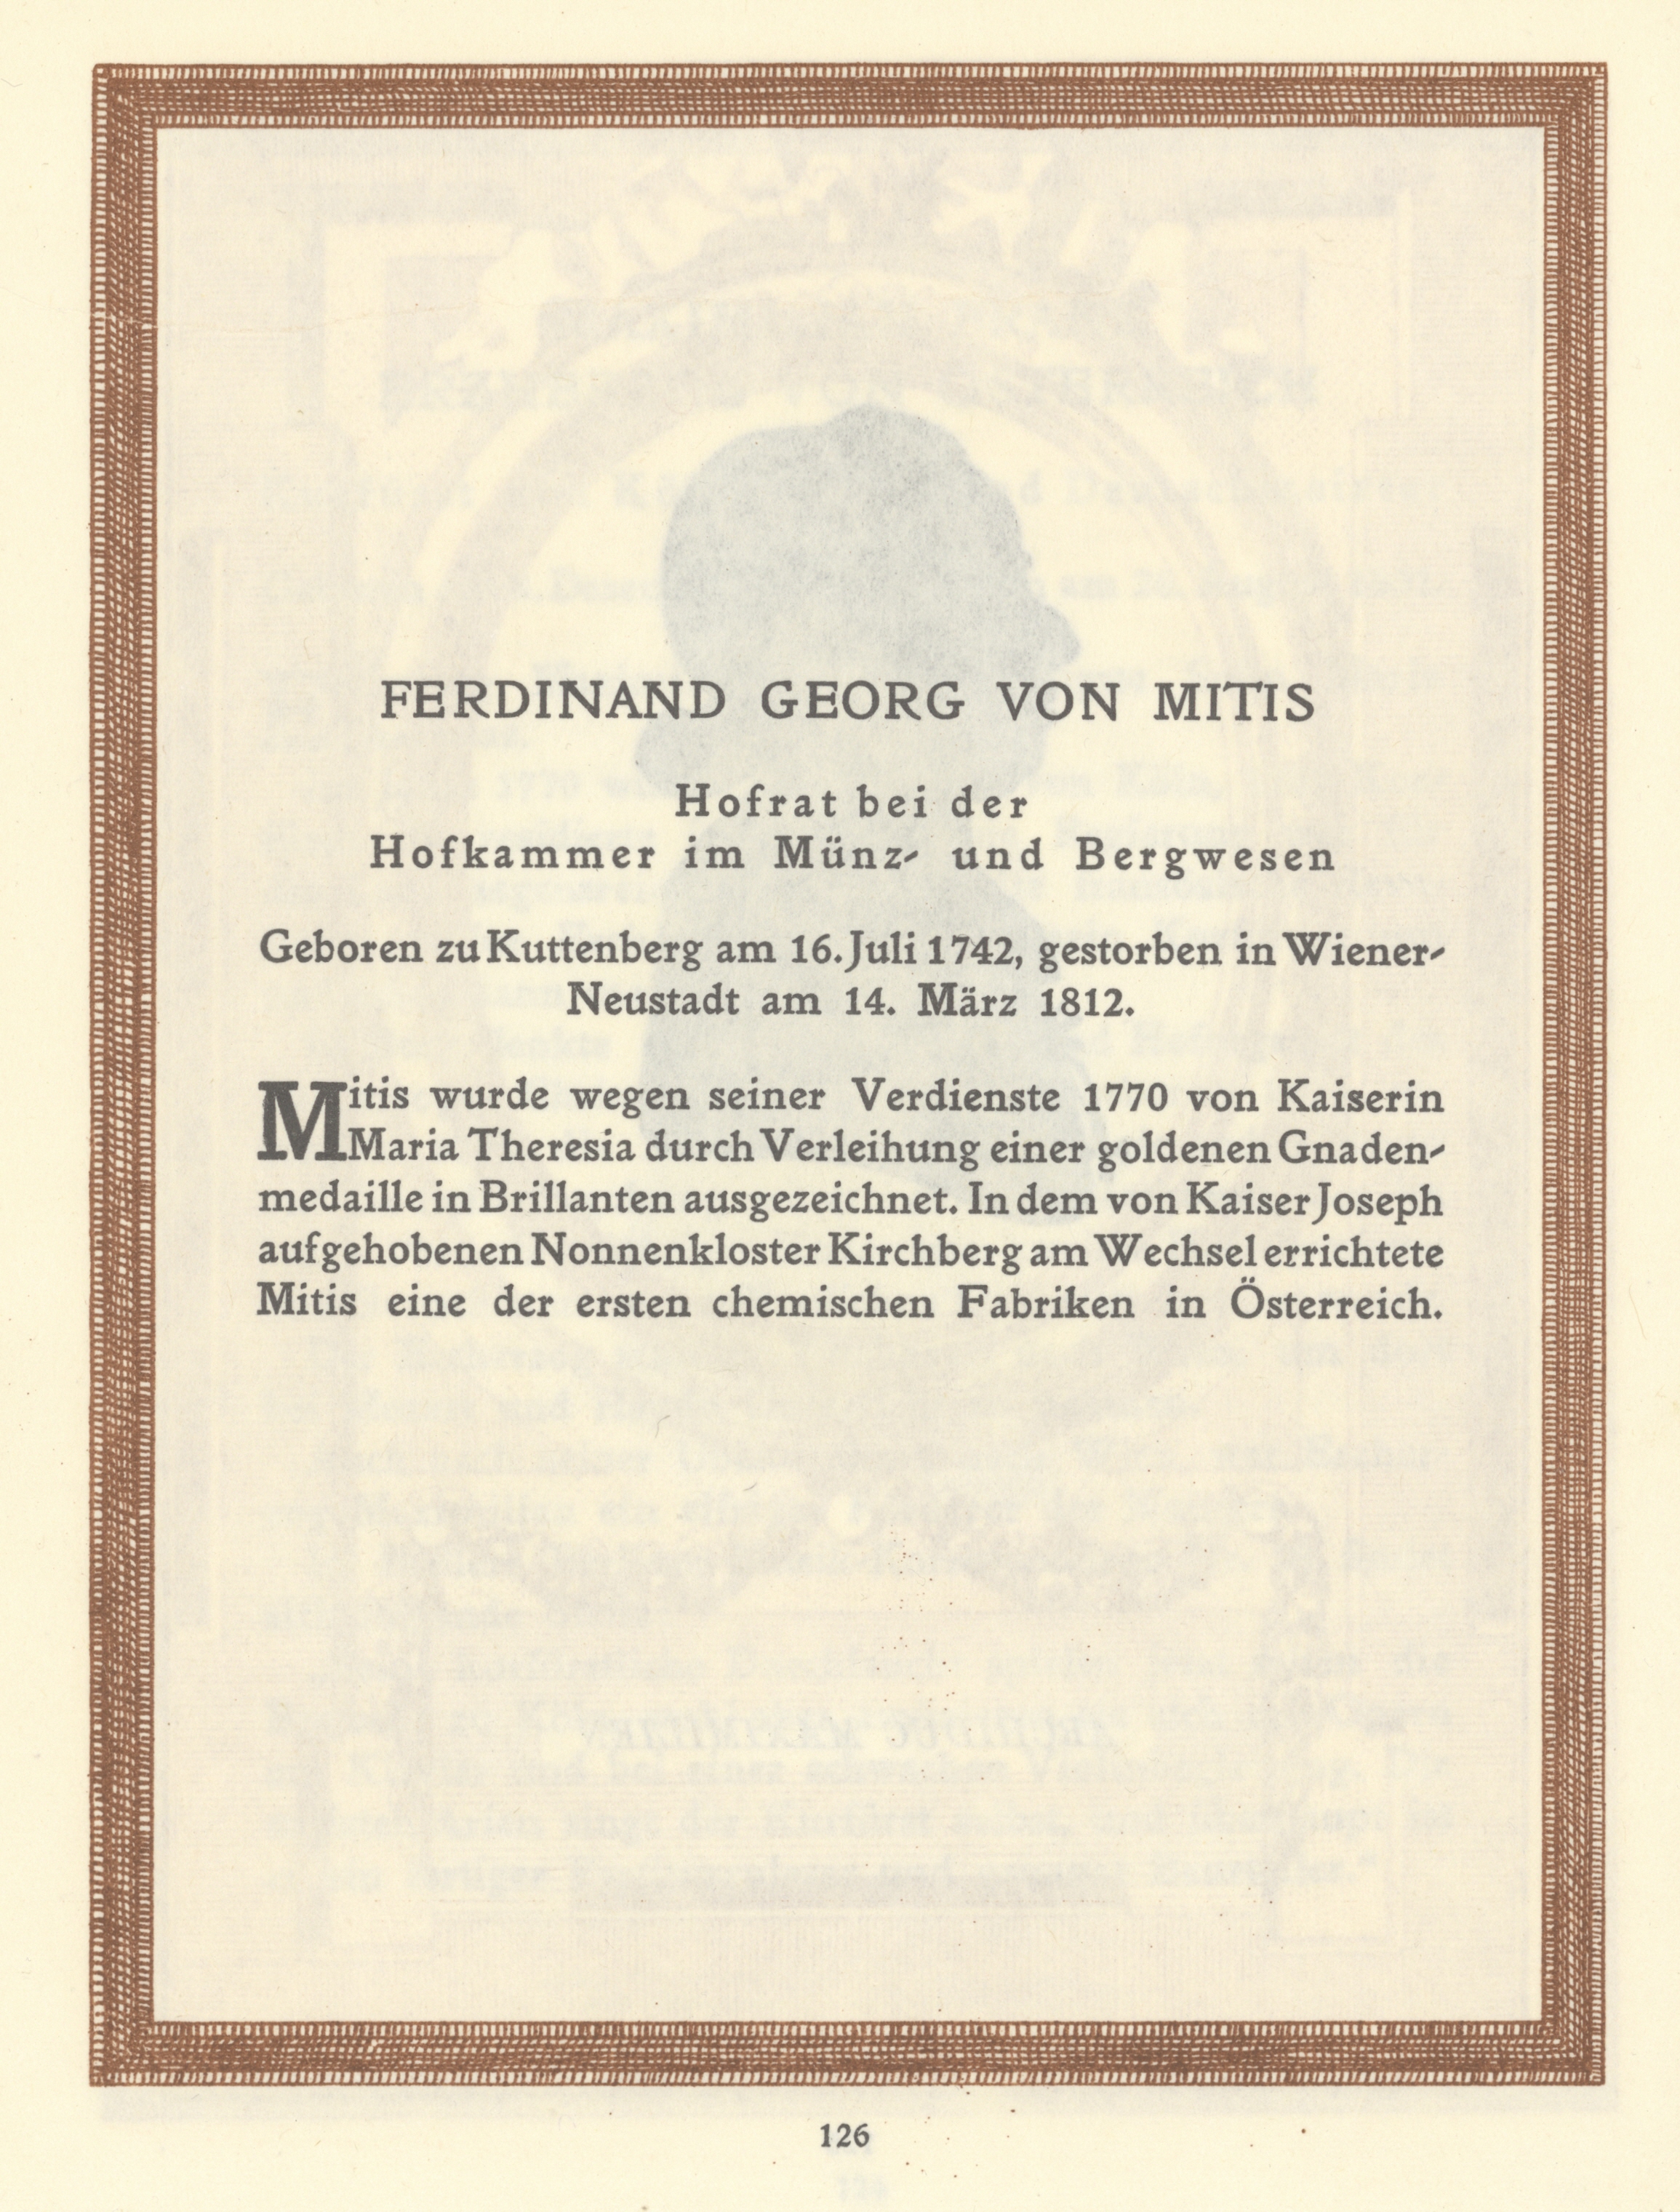 FERDINAND GEORG VON MITIS
Hofrat bei der
Hofkammer im Münz- und Bergwesen
Geboren zu Kuttenberg am 16. Juli 1742, gestorben in Wiener-
Neustadt am 14. März 1812.
Mitis wurde wegen seiner Verdienste 1770 von Kaiserin
Maria Theresia durch Verleihung einer goldenen Gnaden-
medaille in Brillanten ausgezeichnet. In dem von Kaiser Joseph
aufgehobenen Nonnenkloster Kirchberg am Wechsel errichtete
Mitis eine der ersten chemischen Fabriken in Österreich.
126